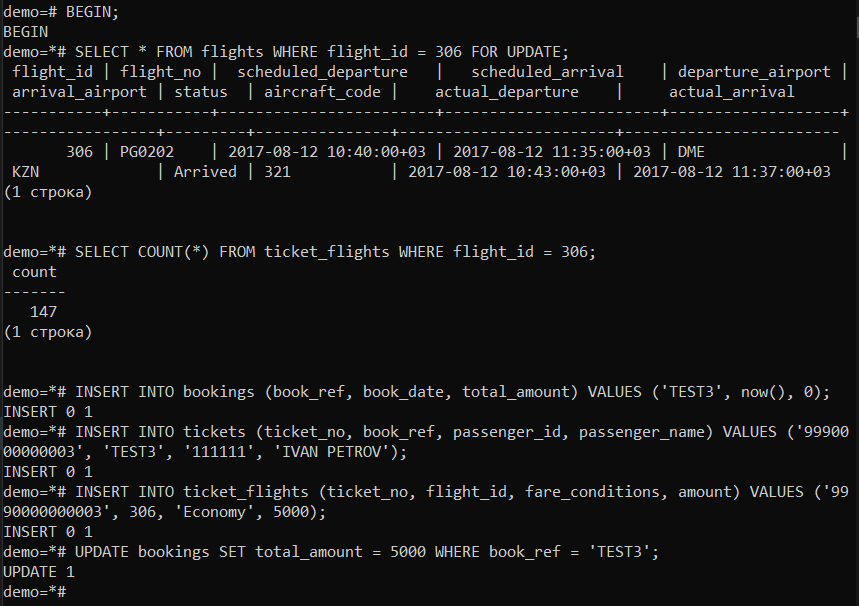 demo=# BEGIN;
BEGIN
demo=*# SELECT * FROM flights WHERE flight_id = 306 FOR UPDATE;
 flight_id | flight_no |  scheduled_departure   |   scheduled_arrival    | departure_airport |
 arrival_airport | status  | aircraft_code |    actual_departure    |     actual_arrival
-----------+-----------+------------------------+------------------------+-------------------+
-----------------+---------+---------------+------------------------+------------------------
       306 | PG0202    | 2017-08-12 10:40:00+03 | 2017-08-12 11:35:00+03 | DME               |
 KZN             | Arrived | 321           | 2017-08-12 10:43:00+03 | 2017-08-12 11:37:00+03
(1 строка)
demo=*# SELECT COUNT(*) FROM ticket_flights WHERE flight_id = 306;
 count
-------
   147
(1 строка)
demo=*# INSERT INTO bookings (book_ref, book_date, total_amount) VALUES ('TEST3', now(), 0);
INSERT 0 1
demo=*# INSERT INTO tickets (ticket_no, book_ref, passenger_id, passenger_name) VALUES ('99900
00000003', 'TEST3', '111111', 'IVAN PETROV');
INSERT 0 1
demo=*# INSERT INTO ticket_flights (ticket_no, flight_id, fare_conditions, amount) VALUES ('99
90000000003', 306, 'Economy', 5000);
INSERT 0 1
demo=*# UPDATE bookings SET total_amount = 5000 WHERE book_ref = 'TEST3';
UPDATE 1
demo=*#